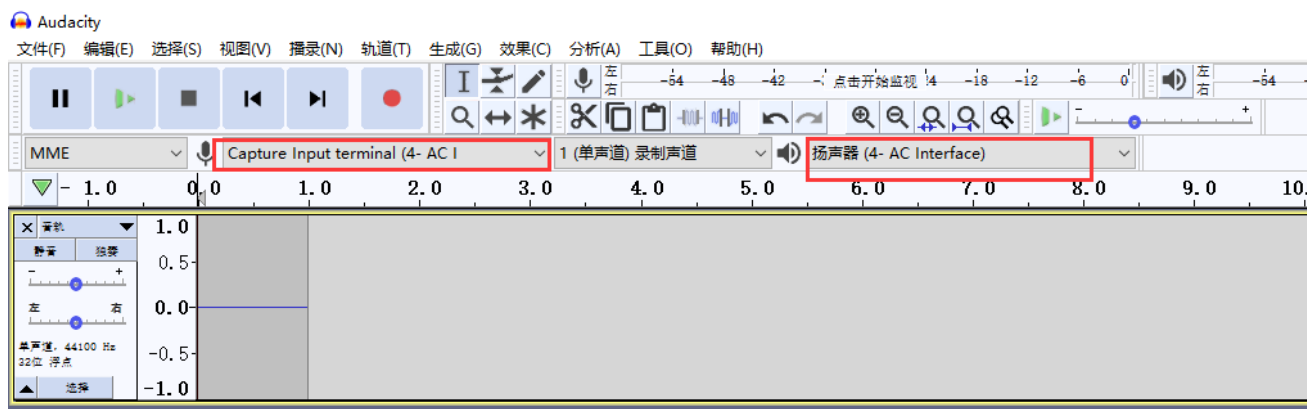 Audacity
文件(F) 编辑(E) 选择(S) 视图(V) 播录(N) 轨道(T) 生成(G) 效果(C) 分析(A) 工具(O) 帮助(H)
左 右 -54 -48 -42 - 点击开始监视 !4 -18 -12 -6 0 左 右 -54
- +
MME Capture Input terminal (4- AC I 1 (单声道) 录制声道 扬声器 (4- AC Interface)
- 1.0 0.0 1.0 2.0 3.0 4.0 5.0 6.0 7.0 8.0 9.0 10.
音轨 1.0
静音 独奏
- + 0.5
左 右 0.0
单声道, 44100 Hz
32位 浮点 -0.5
选择 -1.0